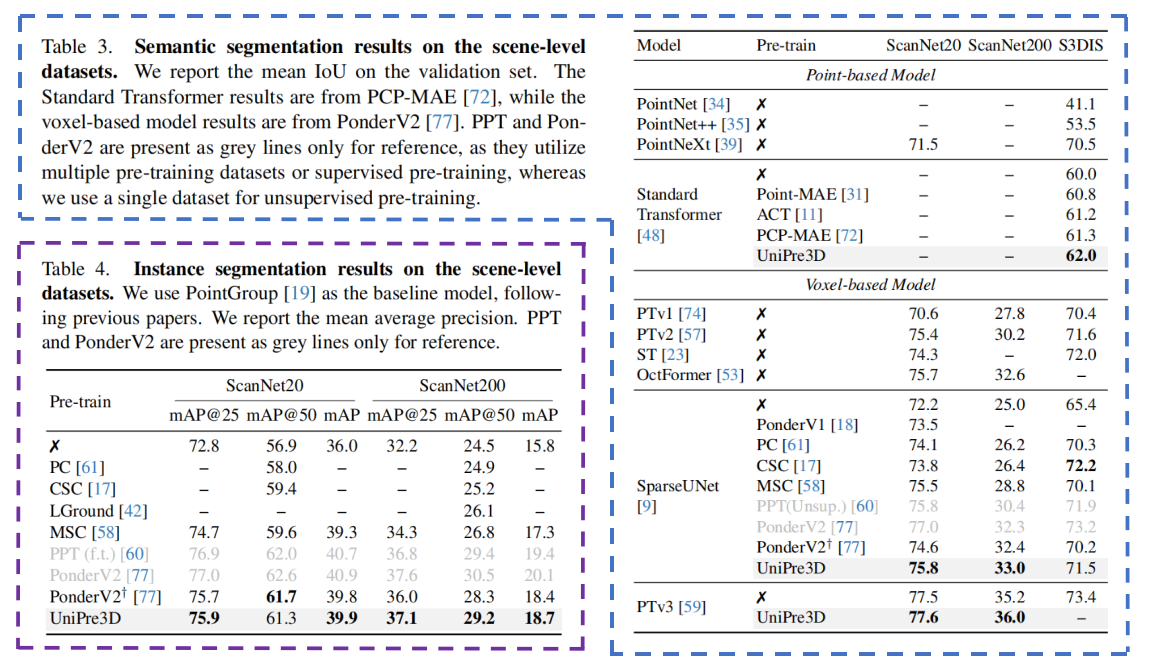 Table 3. Semantic segmentation results on the scene-level
datasets. We report the mean IoU on the validation set. The
Standard Transformer results are from PCP-MAE [72], while the
voxel-based model results are from PonderV2 [77]. PPT and Pon-
derV2 are present as grey lines only for reference, as they utilize
multiple pre-training datasets or supervised pre-training, whereas
we use a single dataset for unsupervised pre-training.
Table 4. Instance segmentation results on the scene-level
datasets. We use PointGroup [19] as the baseline model, follow-
ing previous papers. We report the mean average precision. PPT
and PonderV2 are present as grey lines only for reference.
Pre-train ScanNet20 ScanNet200
mAP@25 mAP@50 mAP mAP@25 mAP@50 mAP
✗ 72.8 56.9 36.0 32.2 24.5 15.8
PC [61] – 58.0 – – 24.9 –
CSC [17] – 59.4 – – 25.2 –
LGround [42] – – – – 26.1 –
MSC [58] 74.7 59.6 39.3 34.3 26.8 17.3
PPT (f.t.) [60] 76.9 62.0 40.7 36.8 29.4 19.4
PonderV2 [77] 77.0 62.6 40.9 37.6 30.5 20.1
PonderV2† [77] 75.7 61.7 39.8 36.0 28.3 18.4
UniPre3D 75.9 61.3 39.9 37.1 29.2 18.7
Model Pre-train ScanNet20 ScanNet200 S3DIS
Point-based Model
PointNet [34] ✗ – – 41.1
PointNet++ [35] ✗ – – 53.5
PointNeXt [39] ✗ 71.5 – 70.5
✗ – – 60.0
Standard Point-MAE [31] – – 60.8
Transformer ACT [11] – – 61.2
[48] PCP-MAE [72] – – 61.3
UniPre3D – – 62.0
Voxel-based Model
PTv1 [74] ✗ 70.6 27.8 70.4
PTv2 [57] ✗ 75.4 30.2 71.6
ST [23] ✗ 74.3 – 72.0
OctFormer [53] ✗ 75.7 32.6 –
✗ 72.2 25.0 65.4
PonderV1 [18] 73.5 – –
PC [61] 74.1 26.2 70.3
CSC [17] 73.8 26.4 72.2
SparseUNet MSC [58] 75.5 28.8 70.1
[9] PPT(Unsup.) [60] 75.8 30.4 71.9
PonderV2 [77] 77.0 32.3 73.2
PonderV2† [77] 74.6 32.4 70.2
UniPre3D 75.8 33.0 71.5
PTv3 [59] ✗ 77.5 35.2 73.4
UniPre3D 77.6 36.0 –